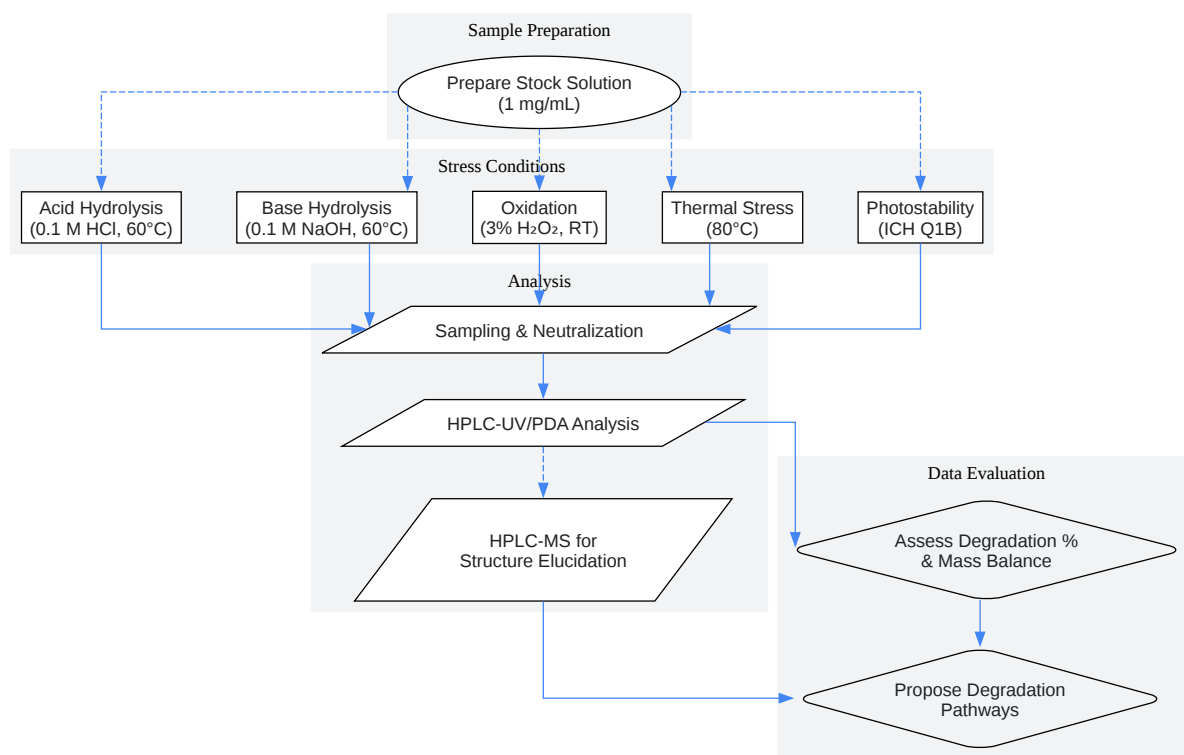 Sample Preparation
Prepare Stock Solution
(1 mg/mL)
Stress Conditions
Acid Hydrolysis
(0.1 M HCl, 60°C)
Base Hydrolysis
(0.1 M NaOH, 60°C)
Oxidation
(3% H₂O₂, RT)
Thermal Stress
(80°C)
Photostability
(ICH Q1B)
Analysis
Sampling & Neutralization
HPLC-UV/PDA Analysis
HPLC-MS for
Structure Elucidation
Data Evaluation
Assess Degradation %
& Mass Balance
Propose Degradation
Pathways